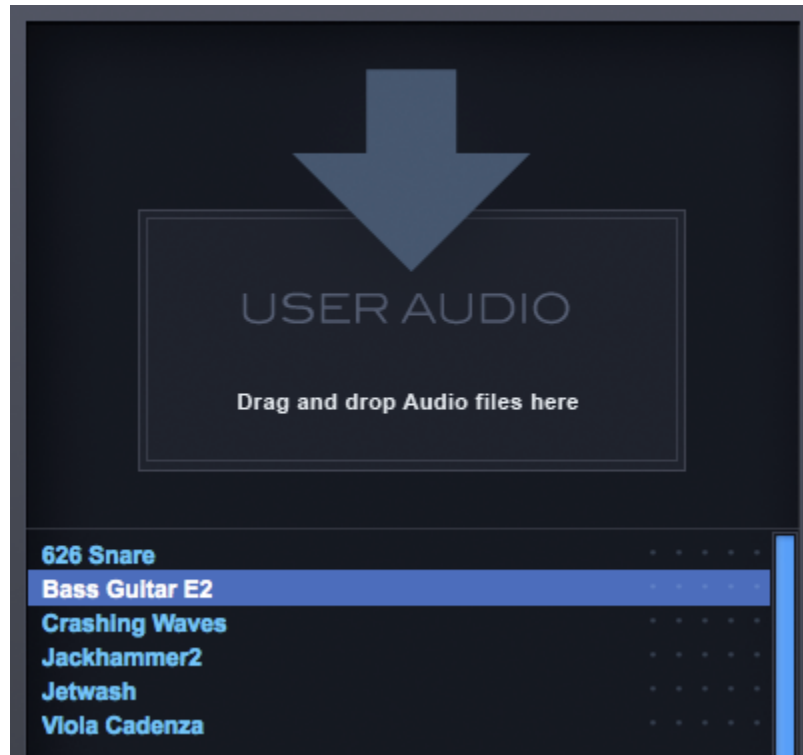 USER AUDIO
Drag and drop Audio files here
626 Snare
Bass Guitar E2
Crashing Waves
Jackhammer2
Jetwash
Viola Cadenza